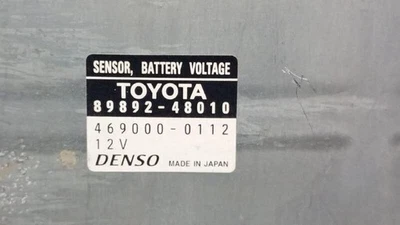 SENSOR, BATTERY VOLTAGE
TOYOTA
89892-48010
469000-0112
12V
DENSO MADE IN JAPAN